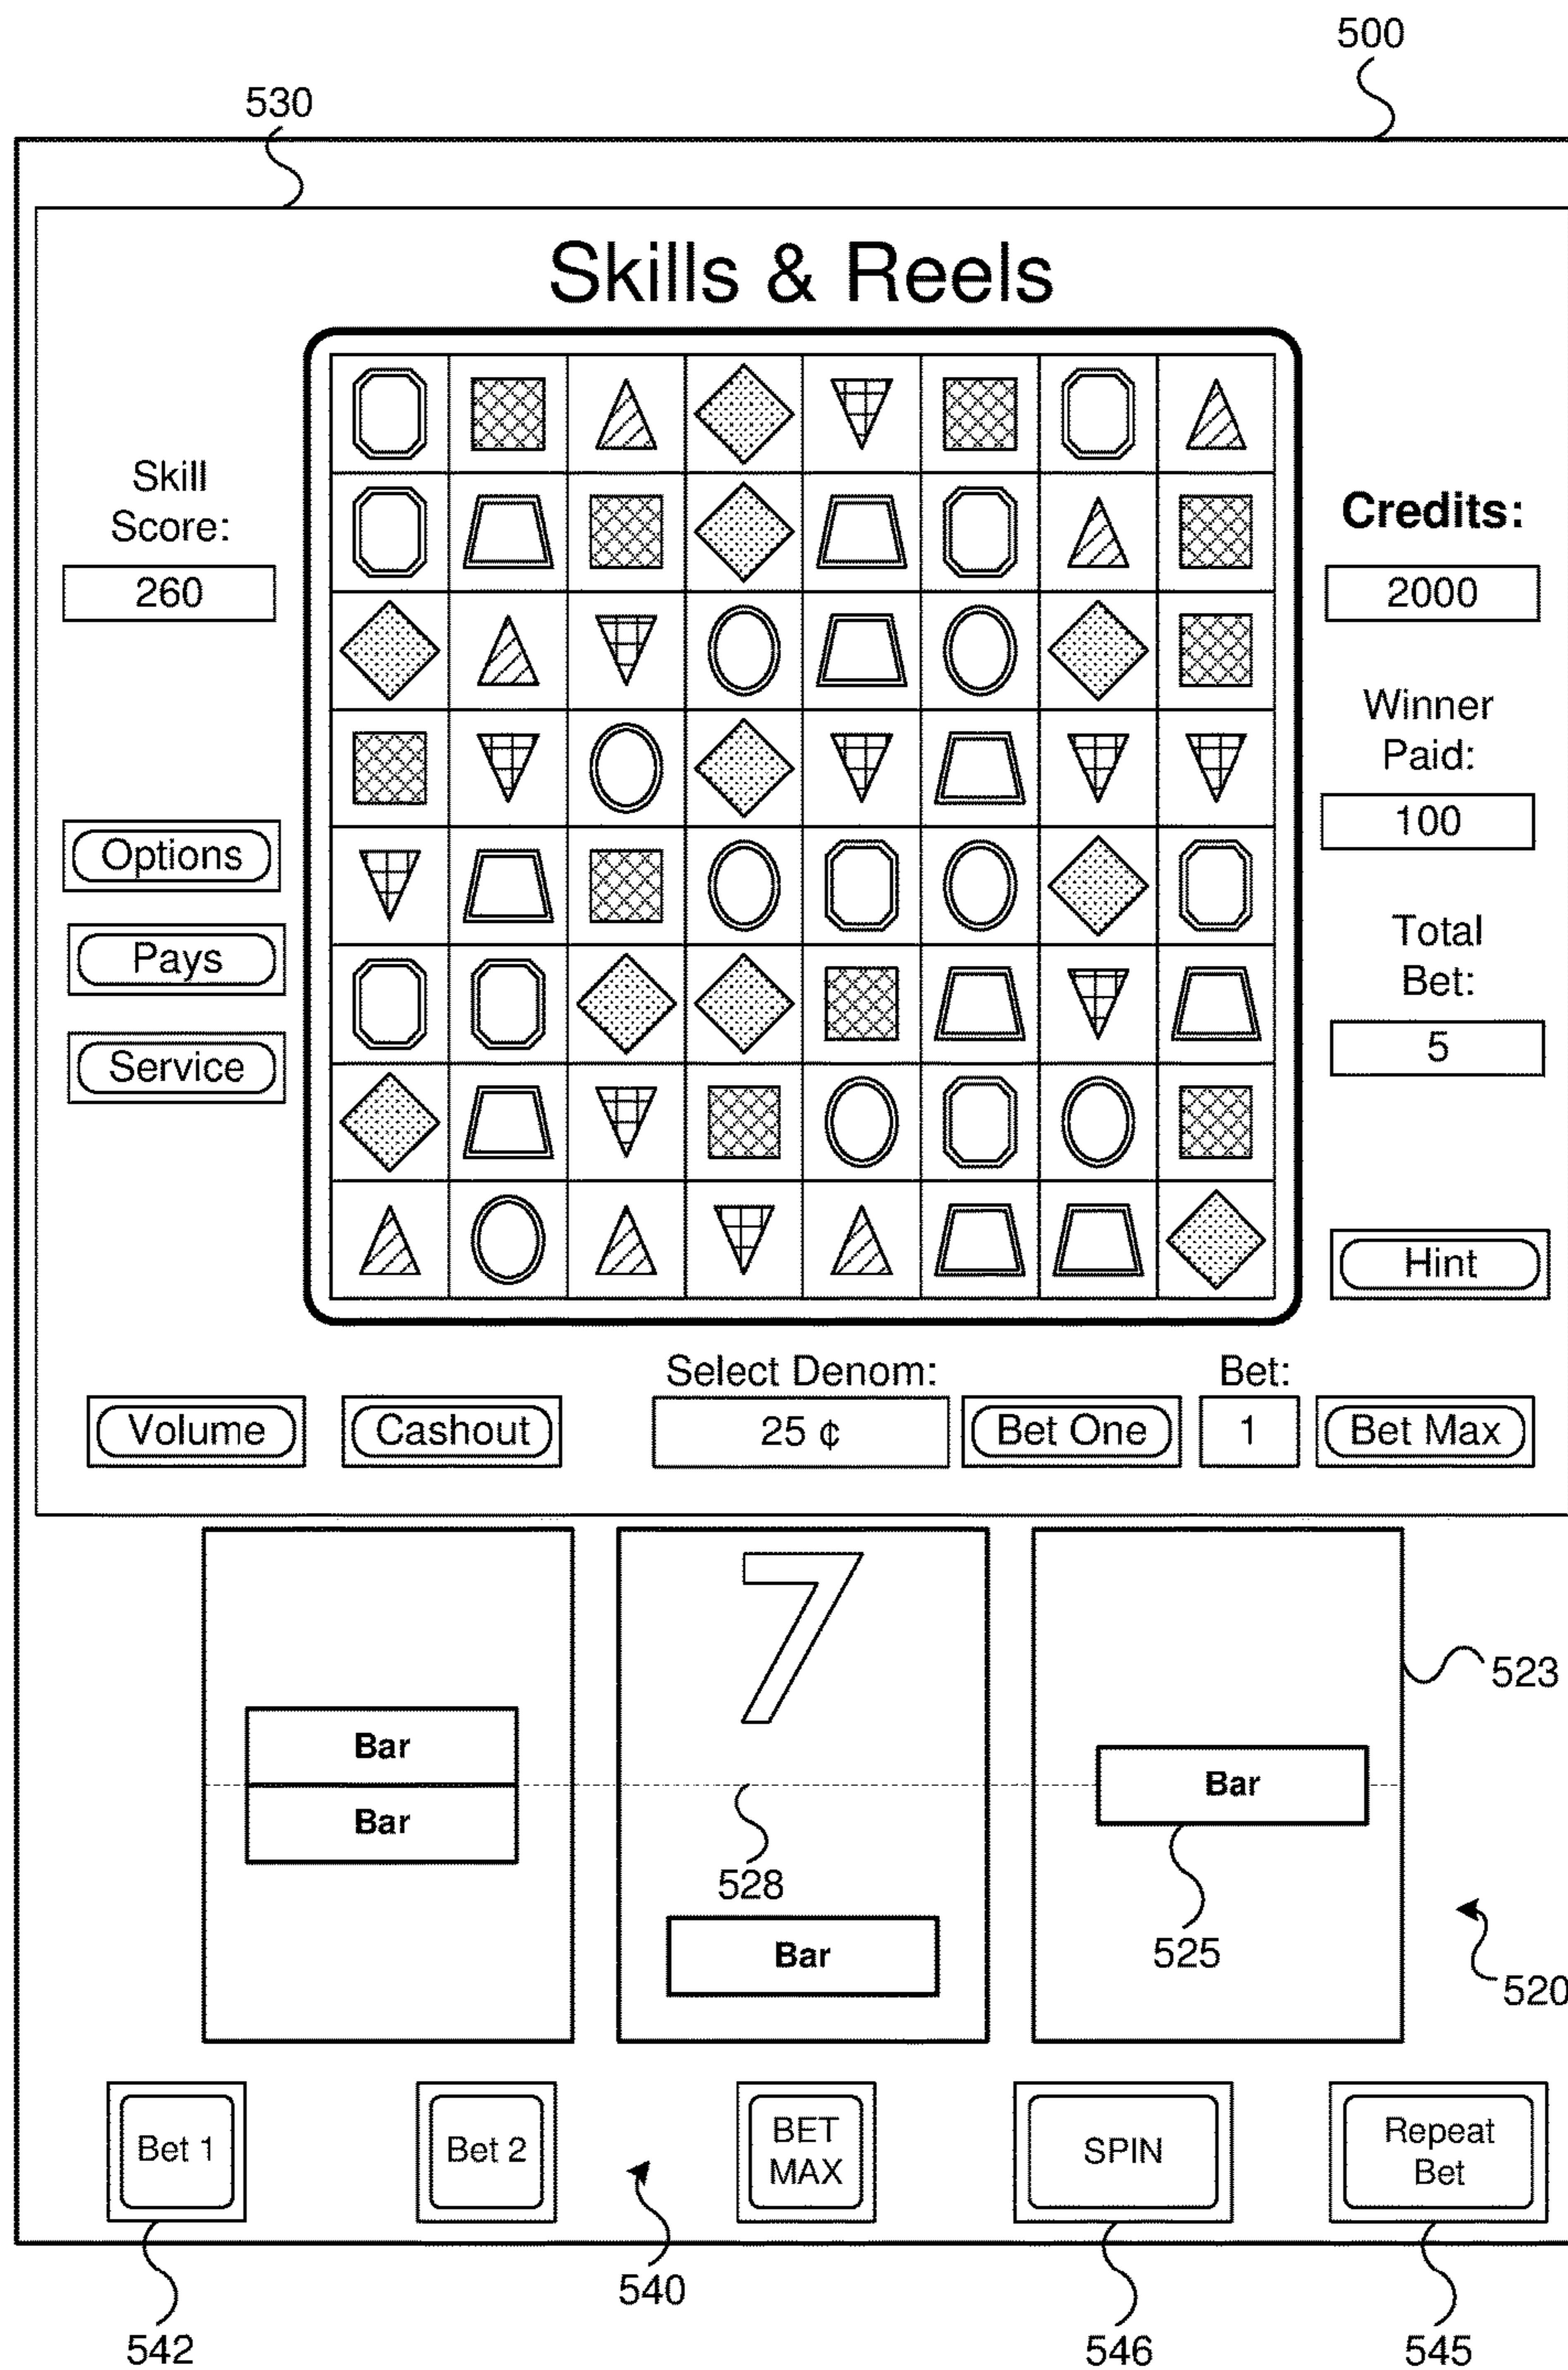 500
530
Skills & Reels
Skill
Score:
260
Credits:
2000
Winner
Paid:
100
Options
Pays
Service
Total
Bet:
5
Hint
Select Denom:
Bet:
Volume
Cashout
25 ¢
Bet One
1
Bet Max
7
523
Bar
Bar
Bar
528
525
Bar
520
Bet 1
Bet 2
BET
MAX
SPIN
Repeat
Bet
540
542
546
545